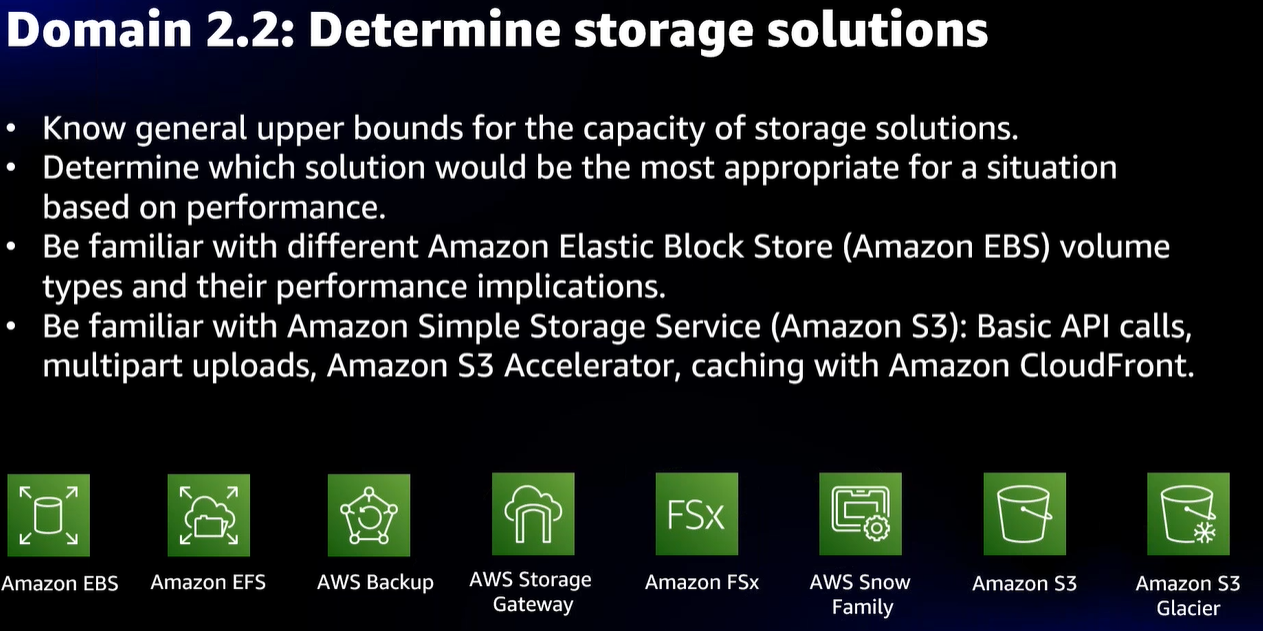 Domain 2.2: Determine storage solutions
• Know general upper bounds for the capacity of storage solutions.
• Determine which solution would be the most appropriate for a situation
based on performance.
• Be familiar with different Amazon Elastic Block Store (Amazon EBS) volume
types and their performance implications.
• Be familiar with Amazon Simple Storage Service (Amazon S3): Basic API calls,
multipart uploads, Amazon S3 Accelerator, caching with Amazon CloudFront.
FSx
Amazon EBS
Amazon EFS
AWS Backup
AWS Storage
Gateway
Amazon FSx
AWS Snow
Family
Amazon S3
Amazon S3
Glacier